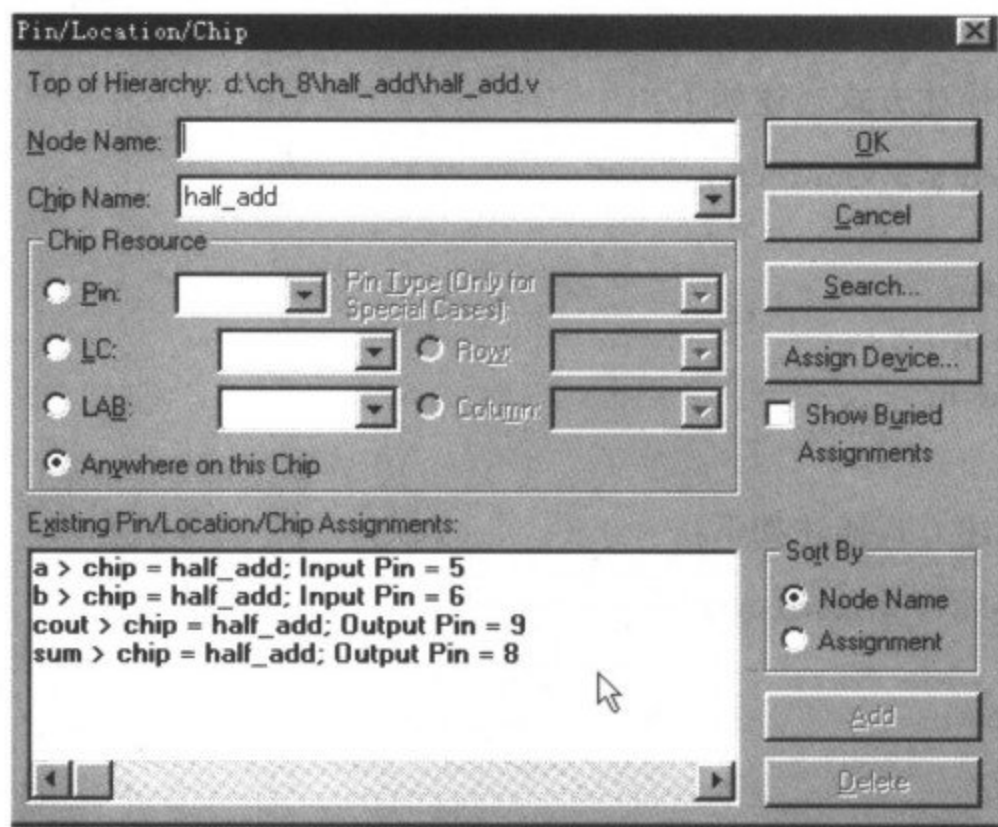 Pin/Location/Chip
Top of Hierarchy: d:\ch_8\half_add\half_add.v
Node Name:
OK
Chip Name: half_add
Cancel
Chip Resource
Pin:
Pin Type (Only for
Special Cases):
Search...
LC:
Row:
Assign Device...
LAB:
Column:
Show Buried
Assignments
Anywhere on this Chip
Existing Pin/Location/Chip Assignments:
a > chip = half_add; Input Pin = 5
b > chip = half_add; Input Pin = 6
cout > chip = half_add; Output Pin = 9
sum > chip = half_add; Output Pin = 8
Sort By
Node Name
Assignment
Add
Delete